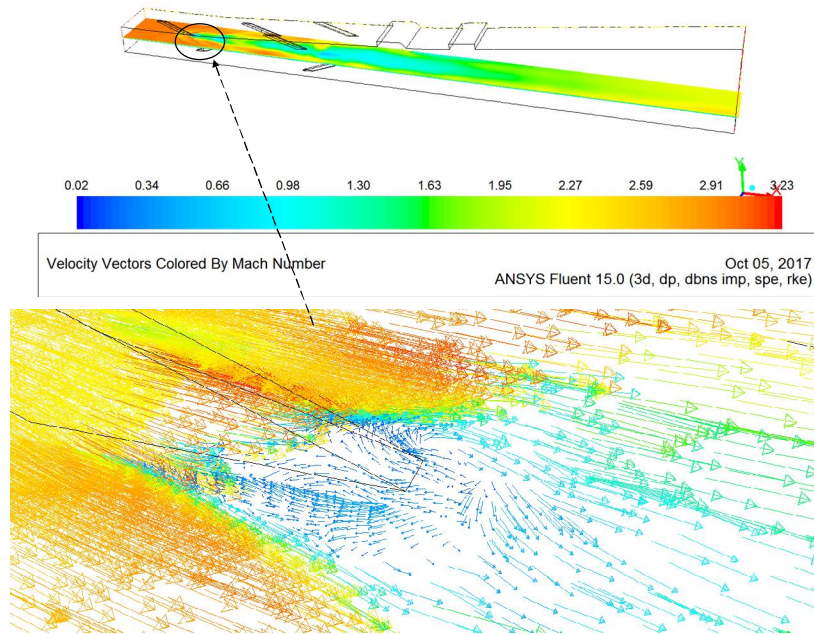 Y
X
0.02 0.34 0.66 0.98 1.30 1.63 1.95 2.27 2.59 2.91 3.23
Velocity Vectors Colored By Mach Number
Oct 05, 2017
ANSYS Fluent 15.0 (3d, dp, dbns imp, spe, rke)